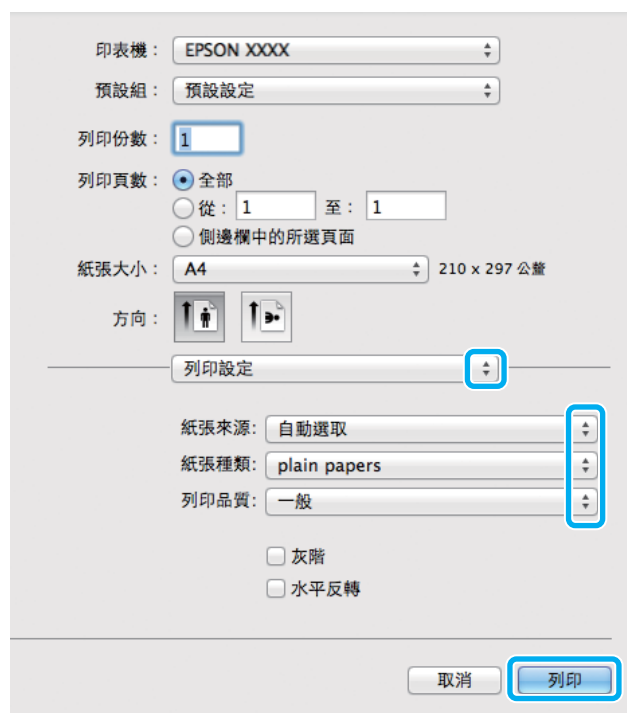 印表機： EPSON XXXX
預設組： 預設設定
列印份數： 1
列印頁數： 全部
從： 1 至： 1
側邊欄中的所選頁面
紙張大小： A4 210 x 297 公釐
方向：
列印設定
紙張來源: 自動選取
紙張種類: plain papers
列印品質: 一般
灰階
水平反轉
取消 列印